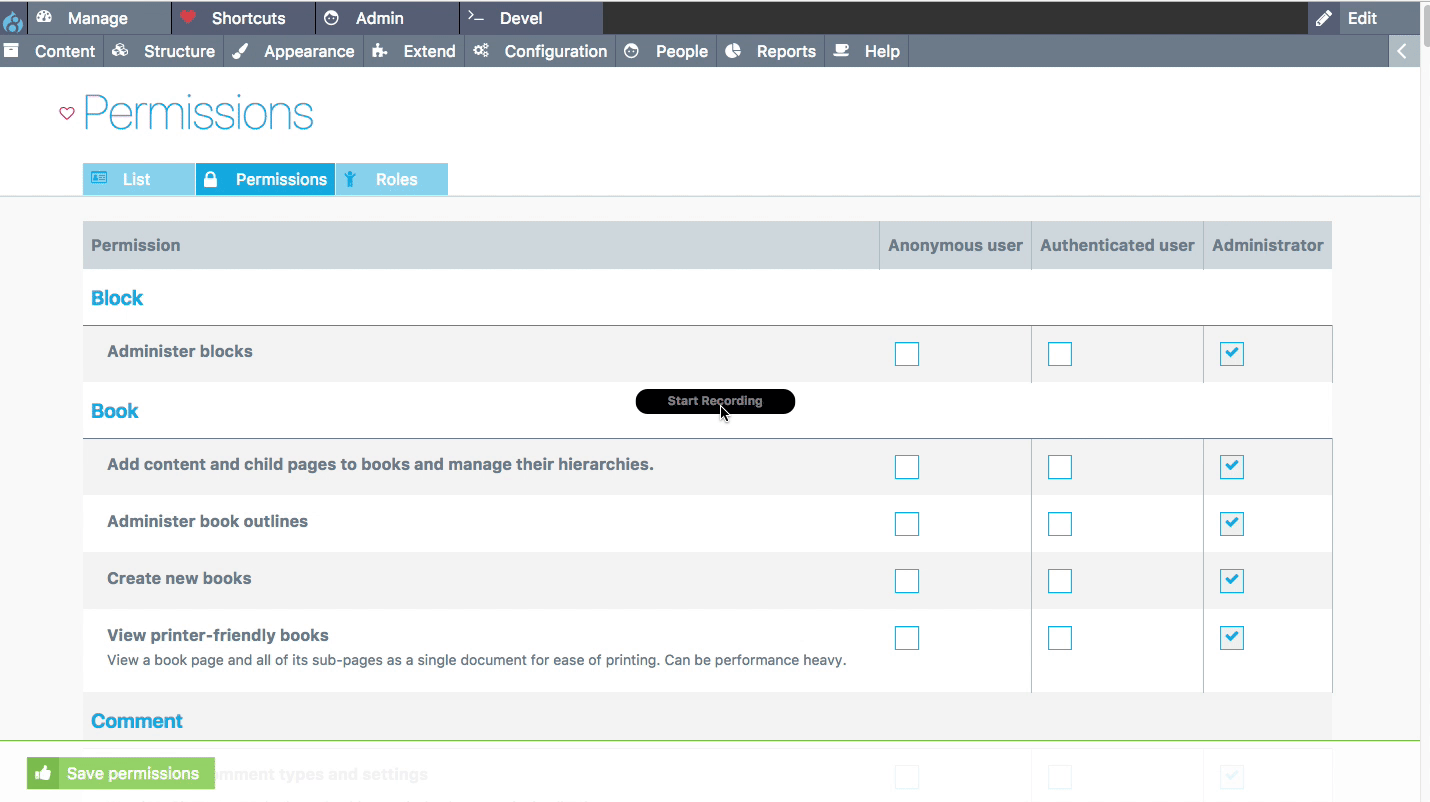 Manage Shortcuts Admin >_ Devel Edit
Content Structure Appearance Extend Configuration People Reports Help
Permissions
List Permissions Roles
Permission Anonymous user Authenticated user Administrator
Block
Administer blocks
Start Recording
Book
Add content and child pages to books and manage their hierarchies.
Administer book outlines
Create new books
View printer-friendly books
View a book page and all of its sub-pages as a single document for ease of printing. Can be performance heavy.
Comment
Save permissions
types and settings